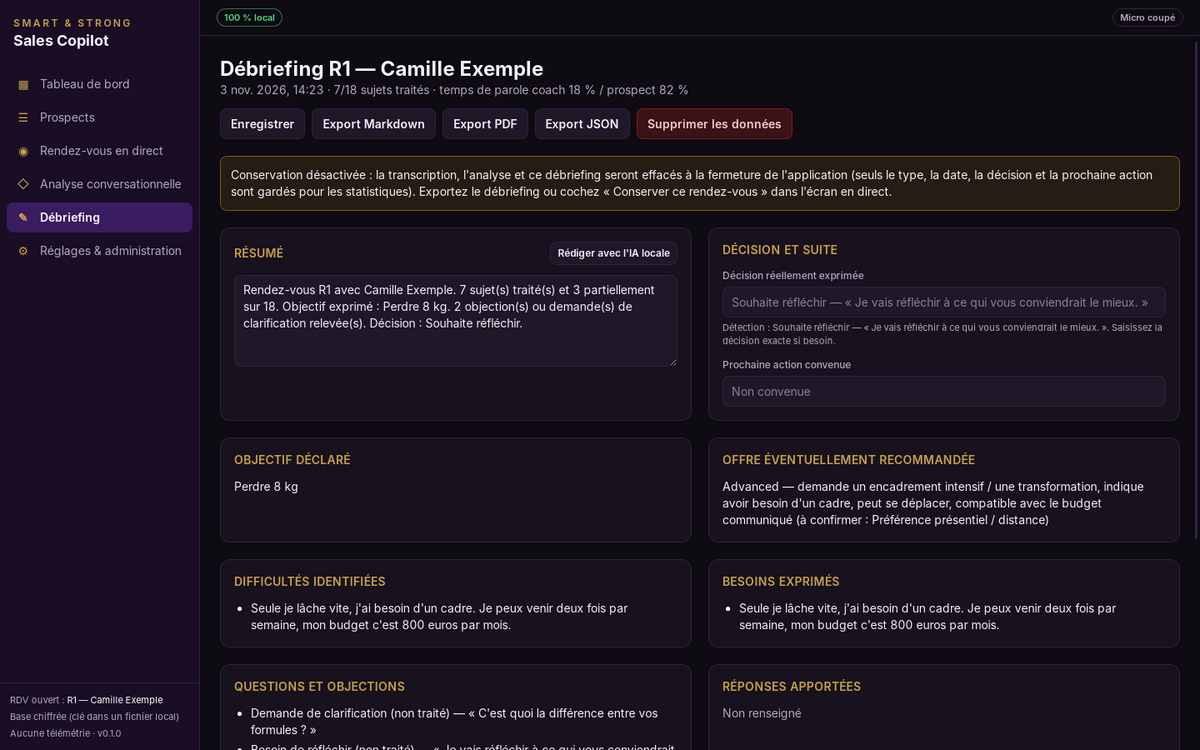 SMART & STRONG
Sales Copilot
Tableau de bord
Prospects
Rendez-vous en direct
Analyse conversationnelle
Débriefing
Réglages & administration
RDV ouvert : R1 — Camille Exemple
Base chiffrée (clé dans un fichier local)
Aucune télémétrie · v0.1.0
100 % local
Micro coupé
Débriefing R1 — Camille Exemple
3 nov. 2026, 14:23 · 7/18 sujets traités · temps de parole coach 18 % / prospect 82 %
Enregistrer
Export Markdown
Export PDF
Export JSON
Supprimer les données
Conservation désactivée : la transcription, l'analyse et ce débriefing seront effacés à la fermeture de l'application (seuls le type, la date, la décision et la prochaine action
sont gardés pour les statistiques). Exportez le débriefing ou cochez « Conserver ce rendez-vous » dans l'écran en direct.
RÉSUMÉ
Rédiger avec l'IA locale
Rendez-vous R1 avec Camille Exemple. 7 sujet(s) traité(s) et 3 partiellement
sur 18. Objectif exprimé : Perdre 8 kg. 2 objection(s) ou demande(s) de
clarification relevée(s). Décision : Souhaite réfléchir.
DÉCISION ET SUITE
Décision réellement exprimée
Souhaite réfléchir — « Je vais réfléchir à ce qui vous conviendrait le mieux. »
Détection : Souhaite réfléchir — « Je vais réfléchir à ce qui vous conviendrait le mieux. ». Saisissez la
décision exacte si besoin.
Prochaine action convenue
Non convenue
OBJECTIF DÉCLARÉ
Perdre 8 kg
OFFRE ÉVENTUELLEMENT RECOMMANDÉE
Advanced — demande un encadrement intensif / une transformation, indique
avoir besoin d'un cadre, peut se déplacer, compatible avec le budget
communiqué (à confirmer : Préférence présentiel / distance)
DIFFICULTÉS IDENTIFIÉES
Seule je lâche vite, j'ai besoin d'un cadre. Je peux venir deux fois par
semaine, mon budget c'est 800 euros par mois.
BESOINS EXPRIMÉS
Seule je lâche vite, j'ai besoin d'un cadre. Je peux venir deux fois par
semaine, mon budget c'est 800 euros par mois.
QUESTIONS ET OBJECTIONS
Demande de clarification (non traité) — « C'est quoi la différence entre vos
formules ? »
Besoin de réfléchir (non traité) — « Je vais réfléchir à ce qui vous conviendrait
RÉPONSES APPORTÉES
Non renseigné